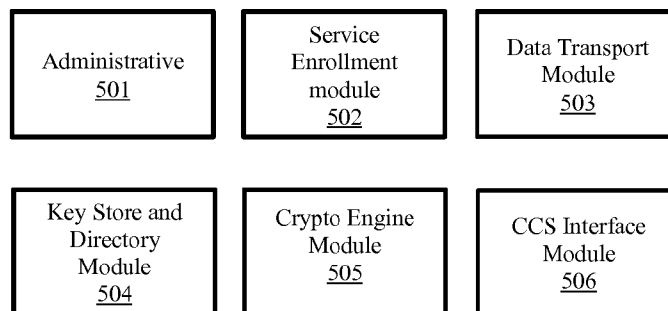 Administrative
501
Service
Enrollment
module
502
Data Transport
Module
503
Key Store and
Directory
Module
504
Crypto Engine
Module
505
CCS Interface
Module
506